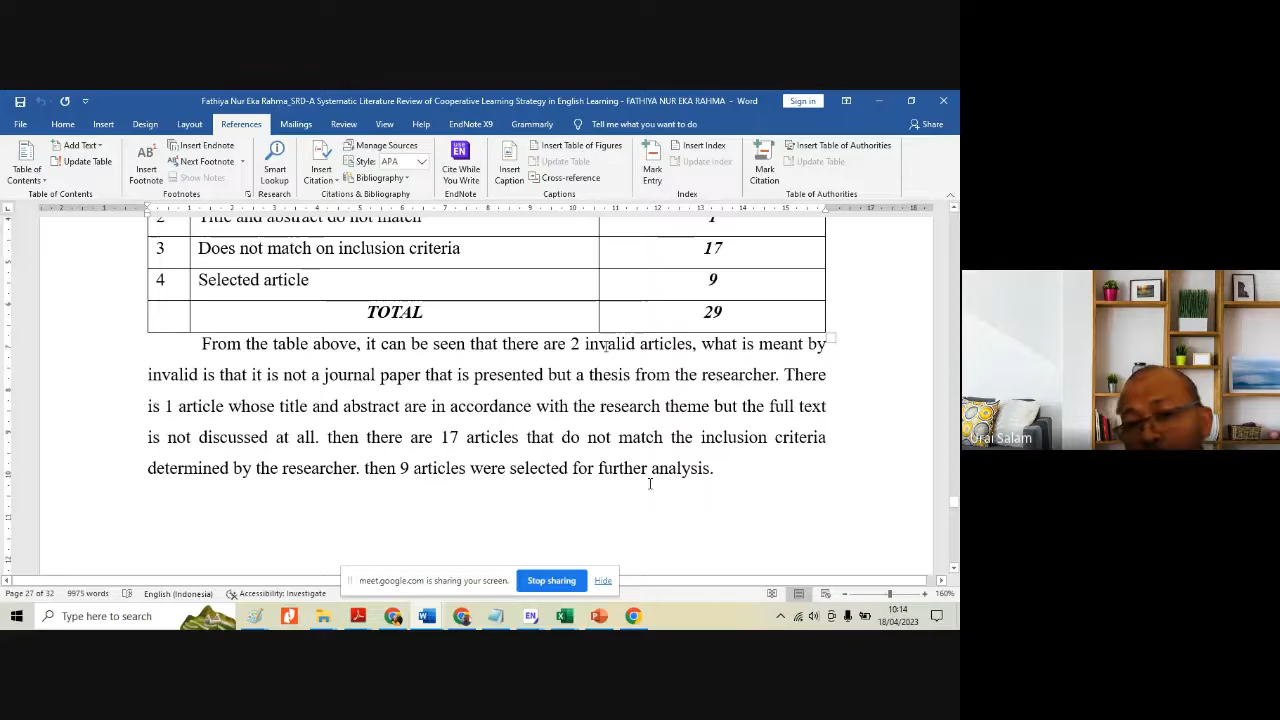 Fathiya Nur Eka Rahma_SRD-A Systematic Literature Review of Cooperative Learning Strategy in English Learning - FATHIYA NUR EKA RAHMA - Word
Sign in
File Home Insert Design Layout References Mailings Review View Help EndNote X9 Grammarly Tell me what you want to do Share
Table of Contents
Add Text
Update Table
Table of Contents
AB1 Insert Footnote
Insert Endnote
Next Footnote
Show Notes
Footnotes
Smart Lookup
Research
Insert Citation
Manage Sources
Style: APA
Bibliography
Citations & Bibliography
EN
Cite While You Write
EndNote
Insert Caption
Insert Table of Figures
Update Table
Cross-reference
Captions
Mark Entry
Insert Index
Update Index
Index
Mark Citation
Insert Table of Authorities
Update Table
Table of Authorities
2 Title and abstract do not match 1
3 Does not match on inclusion criteria 17
4 Selected article 9
TOTAL 29
From the table above, it can be seen that there are 2 invalid articles, what is meant by
invalid is that it is not a journal paper that is presented but a thesis from the researcher. There
is 1 article whose title and abstract are in accordance with the research theme but the full text
is not discussed at all. then there are 17 articles that do not match the inclusion criteria
determined by the researcher. then 9 articles were selected for further analysis.
Urai Salam
meet.google.com is sharing your screen. Stop sharing Hide
Page 27 of 32 9975 words English (Indonesia) Accessibility: Investigate 160%
Type here to search
EN
10:14
18/04/2023